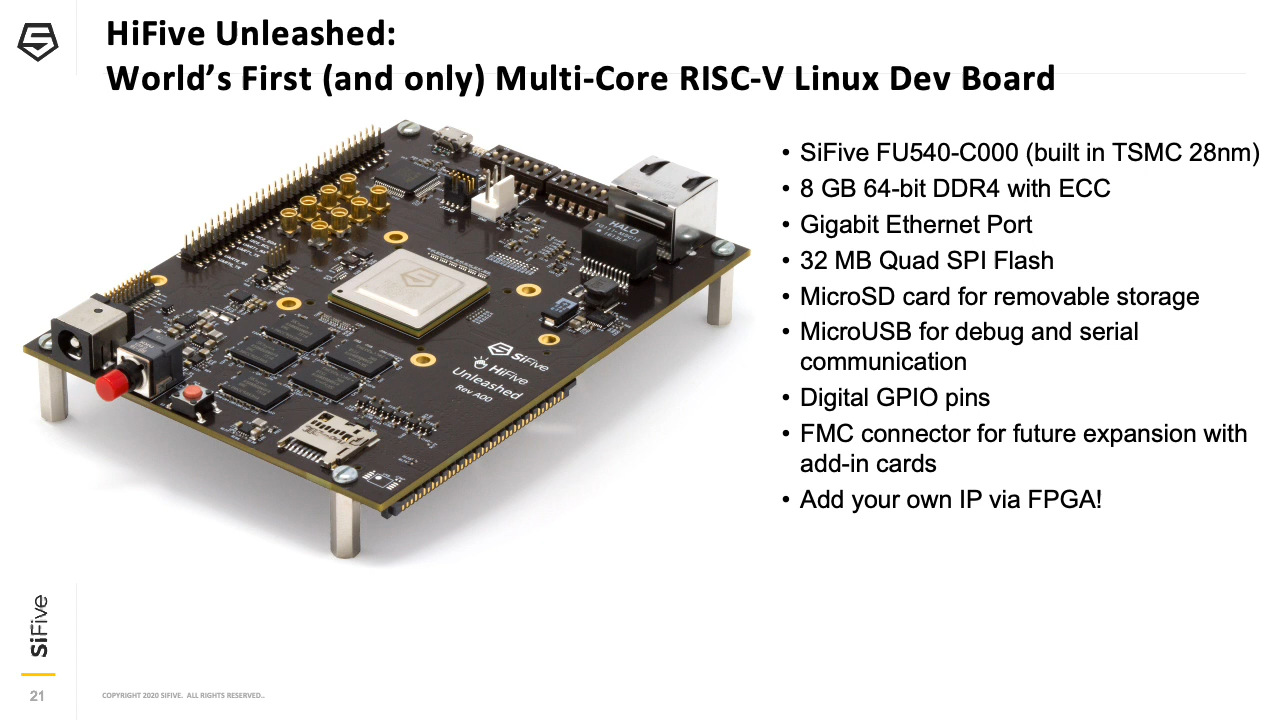 HiFive Unleashed:
World’s First (and only) Multi-Core RISC-V Linux Dev Board
• SiFive FU540-C000 (built in TSMC 28nm)
• 8 GB 64-bit DDR4 with ECC
• Gigabit Ethernet Port
• 32 MB Quad SPI Flash
• MicroSD card for removable storage
• MicroUSB for debug and serial
communication
• Digital GPIO pins
• FMC connector for future expansion with
add-in cards
• Add your own IP via FPGA!
HALO
SiFive
HiFive
Unleashed
Rev A00
SiFive
21
COPYRIGHT 2020 SIFIVE. ALL RIGHTS RESERVED..